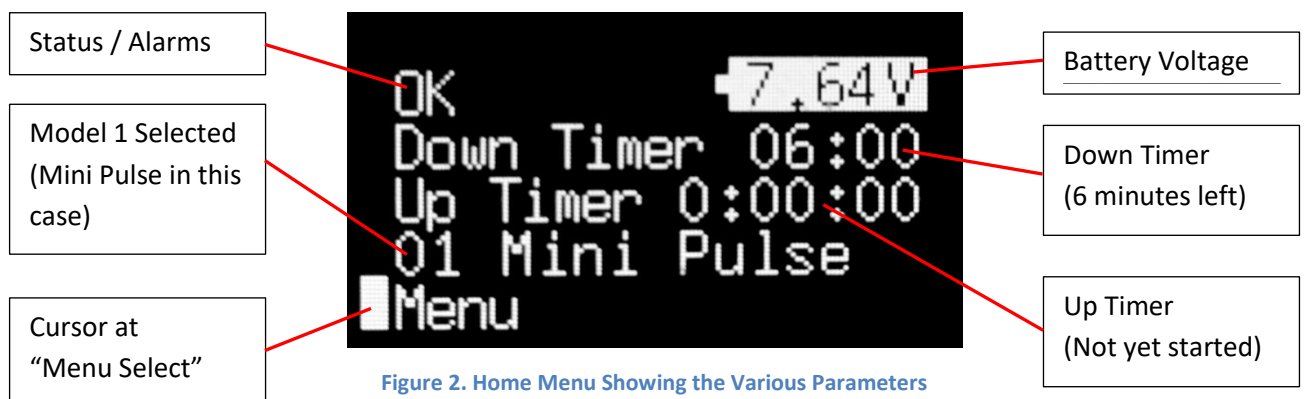 Status / Alarms
Model 1 Selected
(Mini Pulse in this
case)
Cursor at
“Menu Select”
OK 7.64V
Down Timer 06:00
Up Timer 0:00:00
01 Mini Pulse
Menu
Battery Voltage
Down Timer
(6 minutes left)
Up Timer
(Not yet started)
Figure 2. Home Menu Showing the Various Parameters